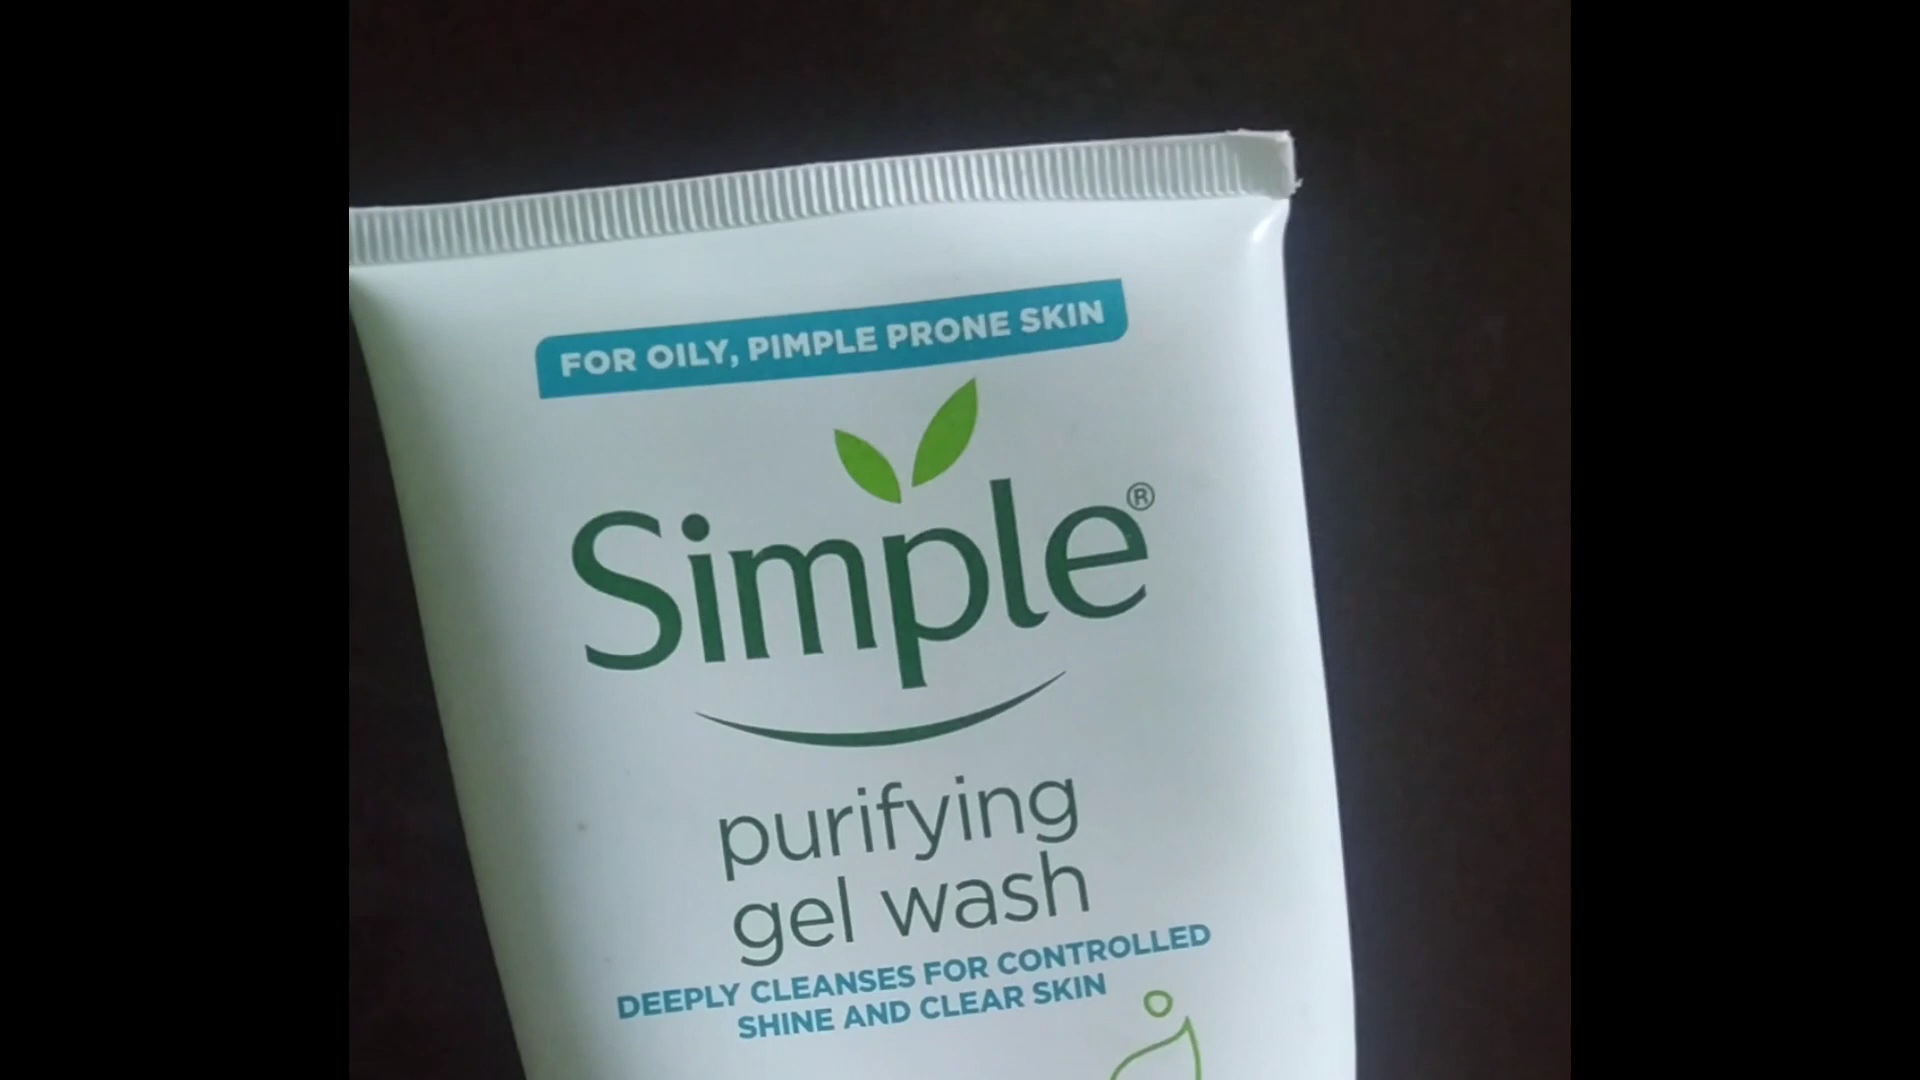 FOR OILY, PIMPLE PRONE SKIN
Simple®
purifying
gel wash
DEEPLY CLEANSES FOR CONTROLLED
SHINE AND CLEAR SKIN